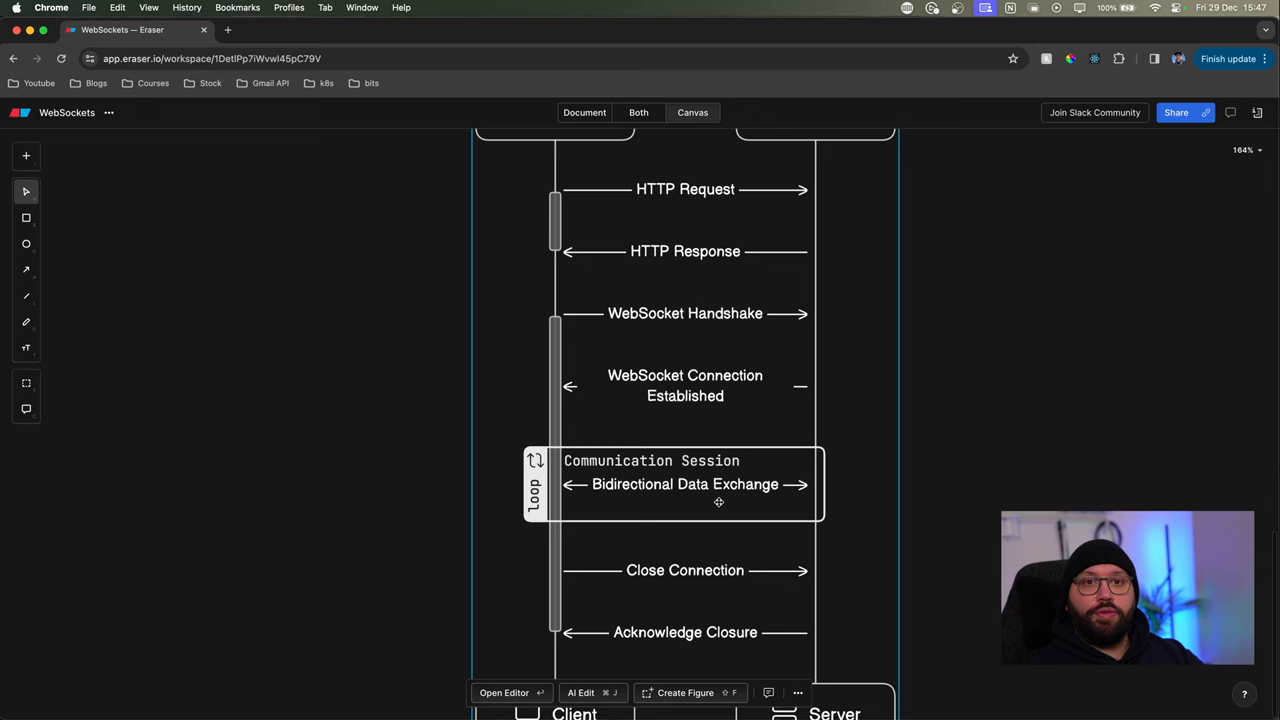 Chrome File Edit View History Bookmarks Profiles Tab Window Help 100% Fri 29 Dec 15:47
WebSockets — Eraser
app.eraser.io/workspace/1DetlPp7iWvwl45pC79V Finish update
Youtube Blogs Courses Stock Gmail API k8s bits
WebSockets Document Both Canvas Join Slack Community Share
164%
HTTP Request
HTTP Response
WebSocket Handshake
WebSocket Connection
Established
Communication Session
loop
Bidirectional Data Exchange
Close Connection
Acknowledge Closure
Open Editor AI Edit ⌘ J Create Figure ⇧ F
Client Server
?